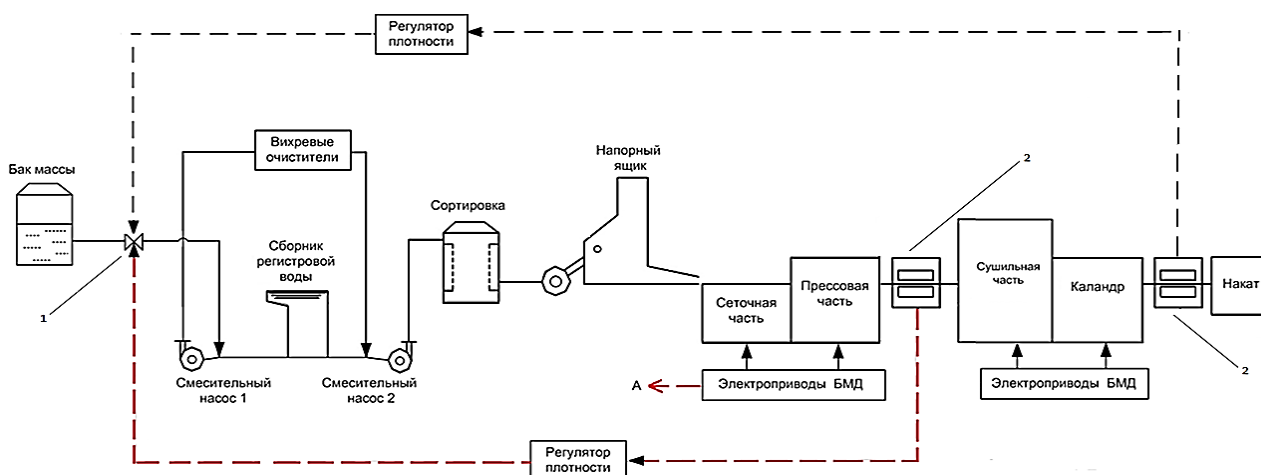 Регулятор
плотности
Вихревые
очистители
Напорный
ящик
2
Бак массы
Сортировка
Сборник
регистровой
воды
1
Сеточная
часть
Прессовая
часть
Сушильная
часть
Каландр
Накат
2
Смесительный
насос 1
Смесительный
насос 2
А
Электроприводы БМД
Электроприводы БМД
Регулятор
плотности